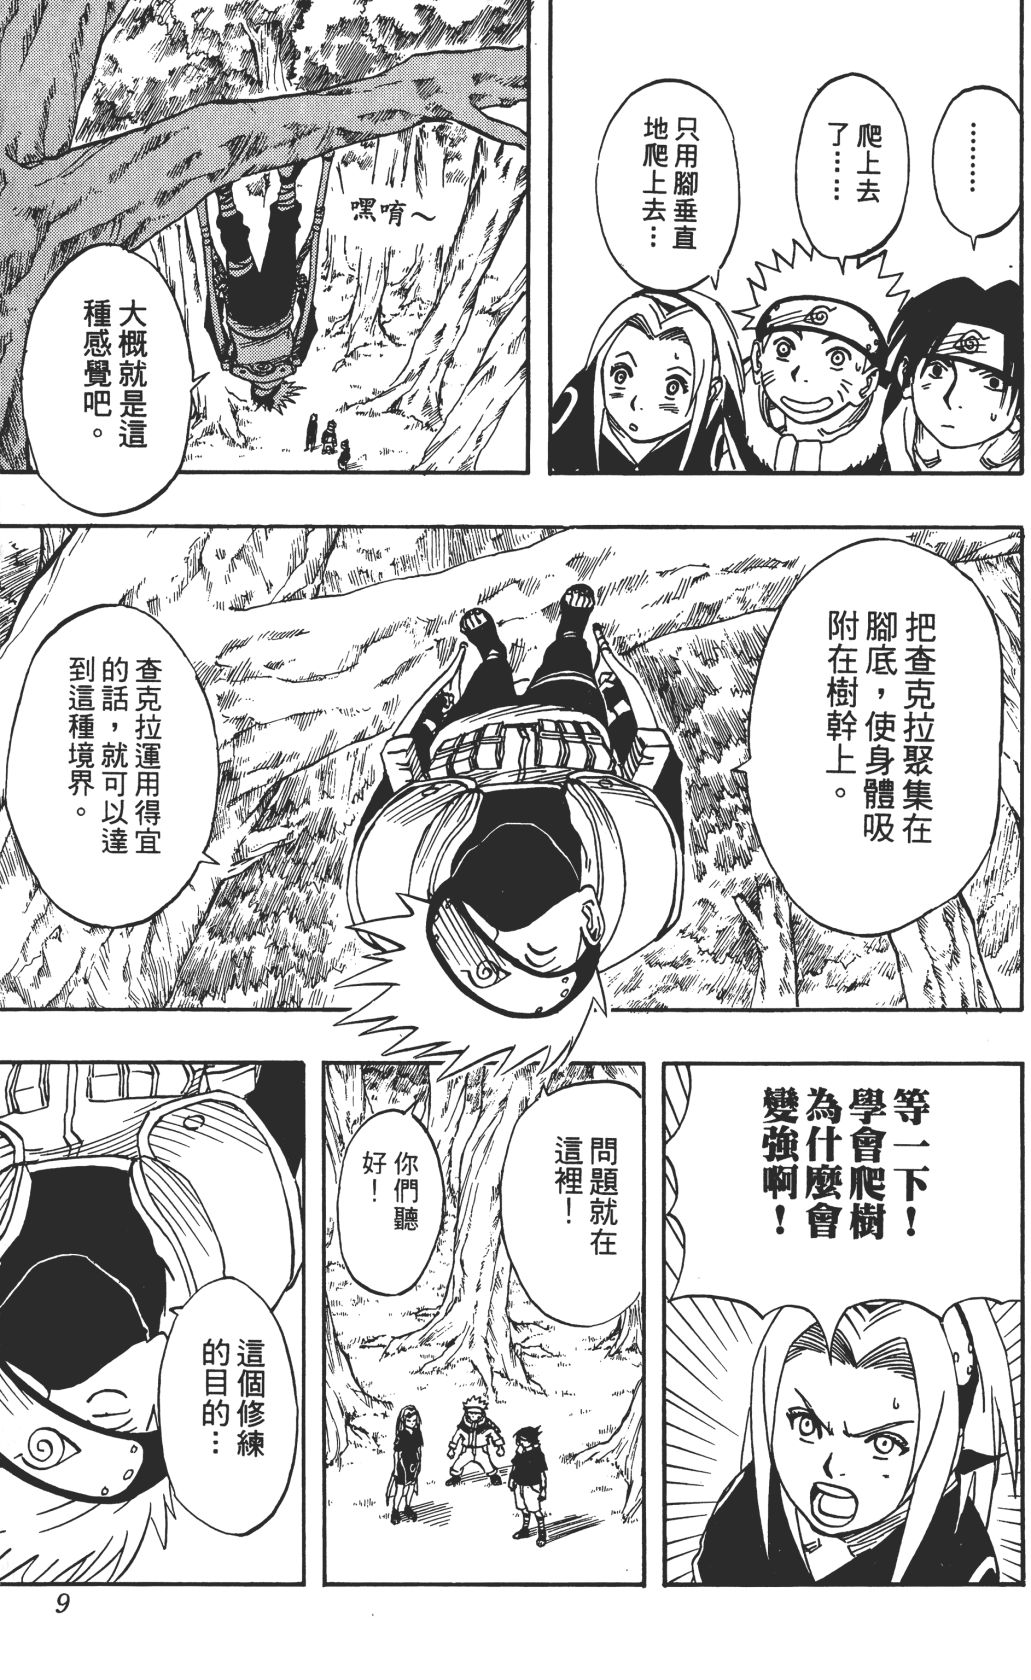 ………
爬上去
了……
只用腳垂直
地爬上去…
嘿唷～
大概就是這
種感覺吧。
把查克拉聚集在
腳底，使身體吸
附在樹幹上。
查克拉運用得宜
的話，就可以達
到這種境界。
等一下！
學會爬樹
為什麼會
變強啊！
問題就在
這裡！
你們聽
好！
這個修練
的目的…
9